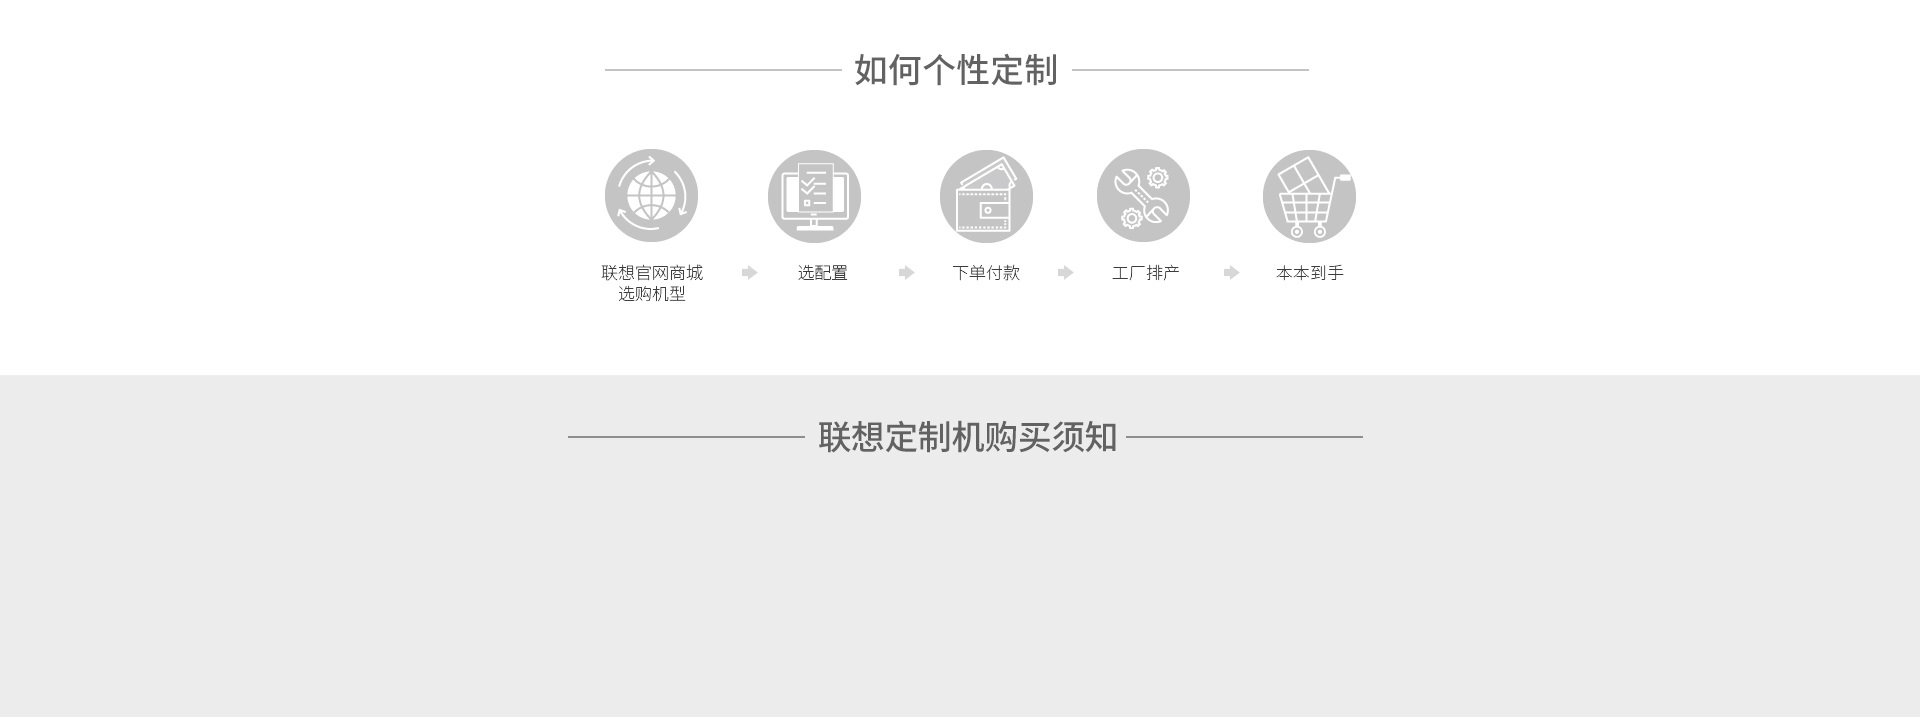 如何个性定制
联想官网商城
选购机型
选配置
下单付款
工厂排产
本本到手
联想定制机购买须知